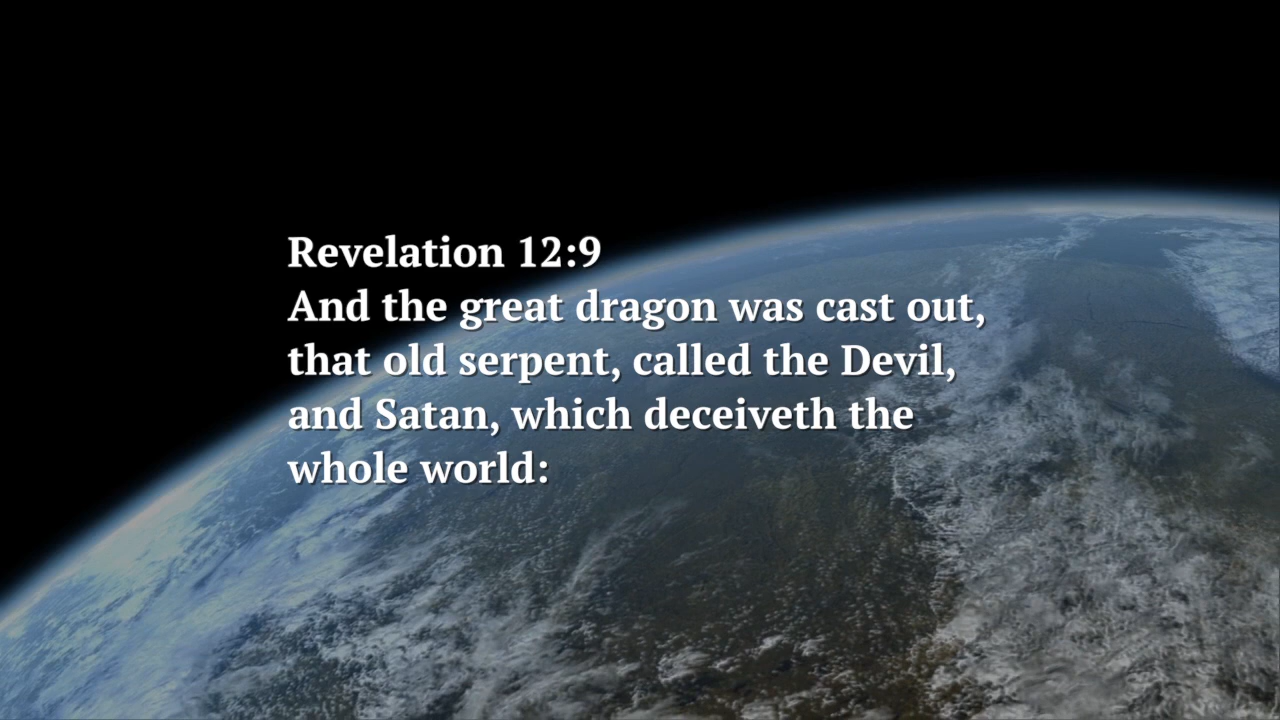 Revelation 12:9
And the great dragon was cast out,
that old serpent, called the Devil,
and Satan, which deceiveth the
whole world: